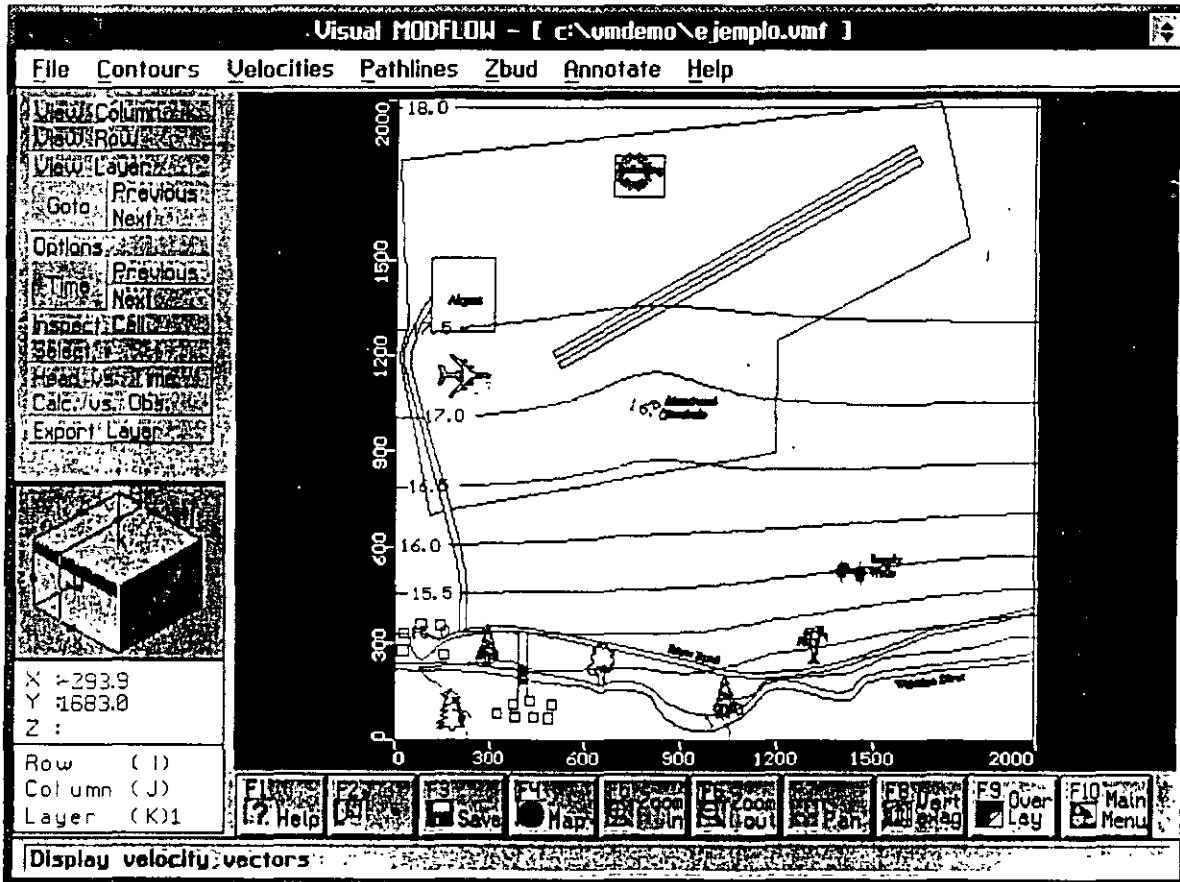 Visual MODFLOW - [ c:\vmdemo\ejemplo.vmf ]
File Contours Velocities Pathlines Zbud Annotate Help
View Column
View Row
View Layer
Goto Previous
Next
Options
Time Previous
Next
Inspect Cell
Head vs. Time
Calc. vs. Obs.
Export Layer
X :-293.9
Y :1683.0
Z :
Row (I)
Column (J)
Layer (K)1
2000
1500
1200
900
600
300
0
18.0
17.0
16.5
16.0
15.5
Airport
0 300 600 900 1200 1500 2000
F1 ? Help
F2
F3 Save
F4 Map
Zoom In
Zoom out
Pan
F8 Vert exag
F9 Over Lay
F10 Main Menu
Display velocity vectors